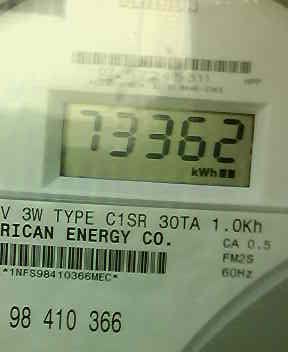 73362
kWh
V 3W TYPE C1SR 30TA 1.0Kh
RICAN ENERGY CO.
CA 0.5
FM2S
60Hz
*1NFS98410366MEC*
98 410 366